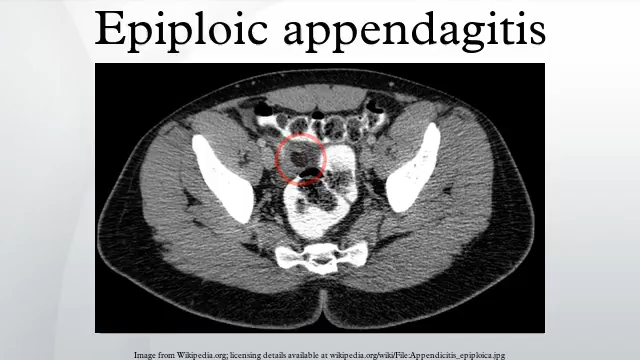 Epiploic appendagitis
Image from Wikipedia.org; licensing details available at wikipedia.org/wiki/File:Appendicitis_epiploica.jpg